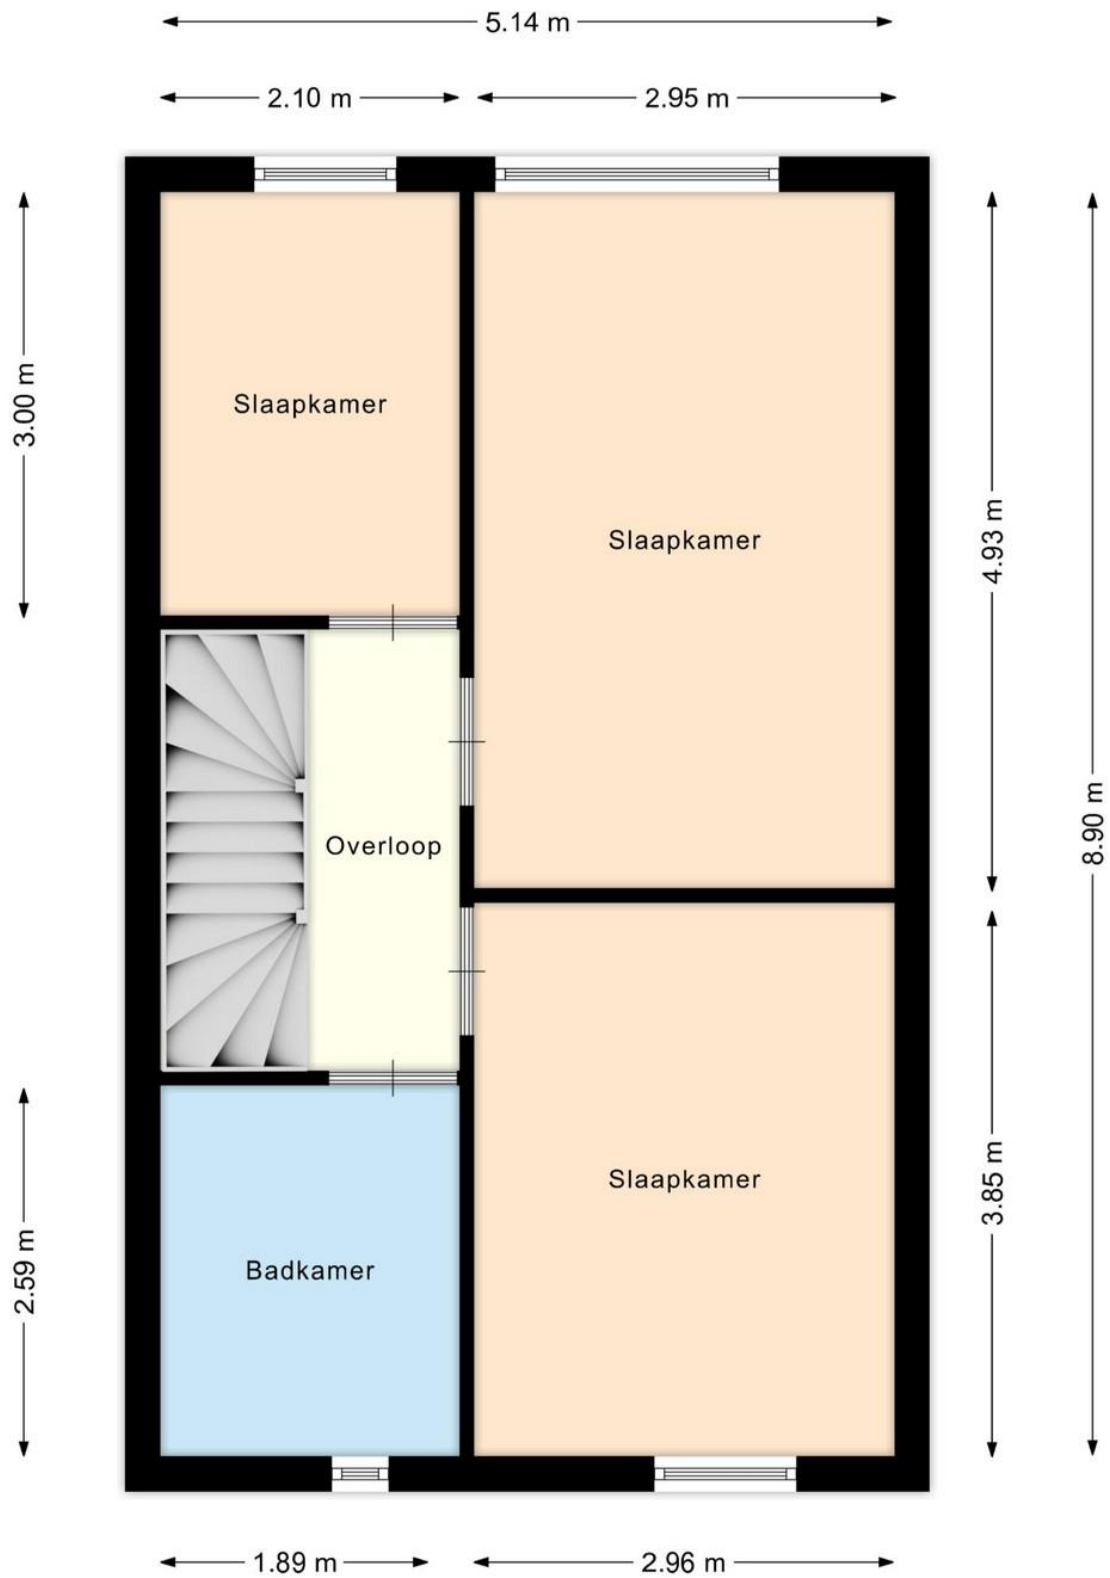 5.14 m
2.10 m
2.95 m
3.00 m
Slaapkamer
Slaapkamer
4.93 m
8.90 m
Overloop
Slaapkamer
3.85 m
2.59 m
Badkamer
1.89 m
2.96 m